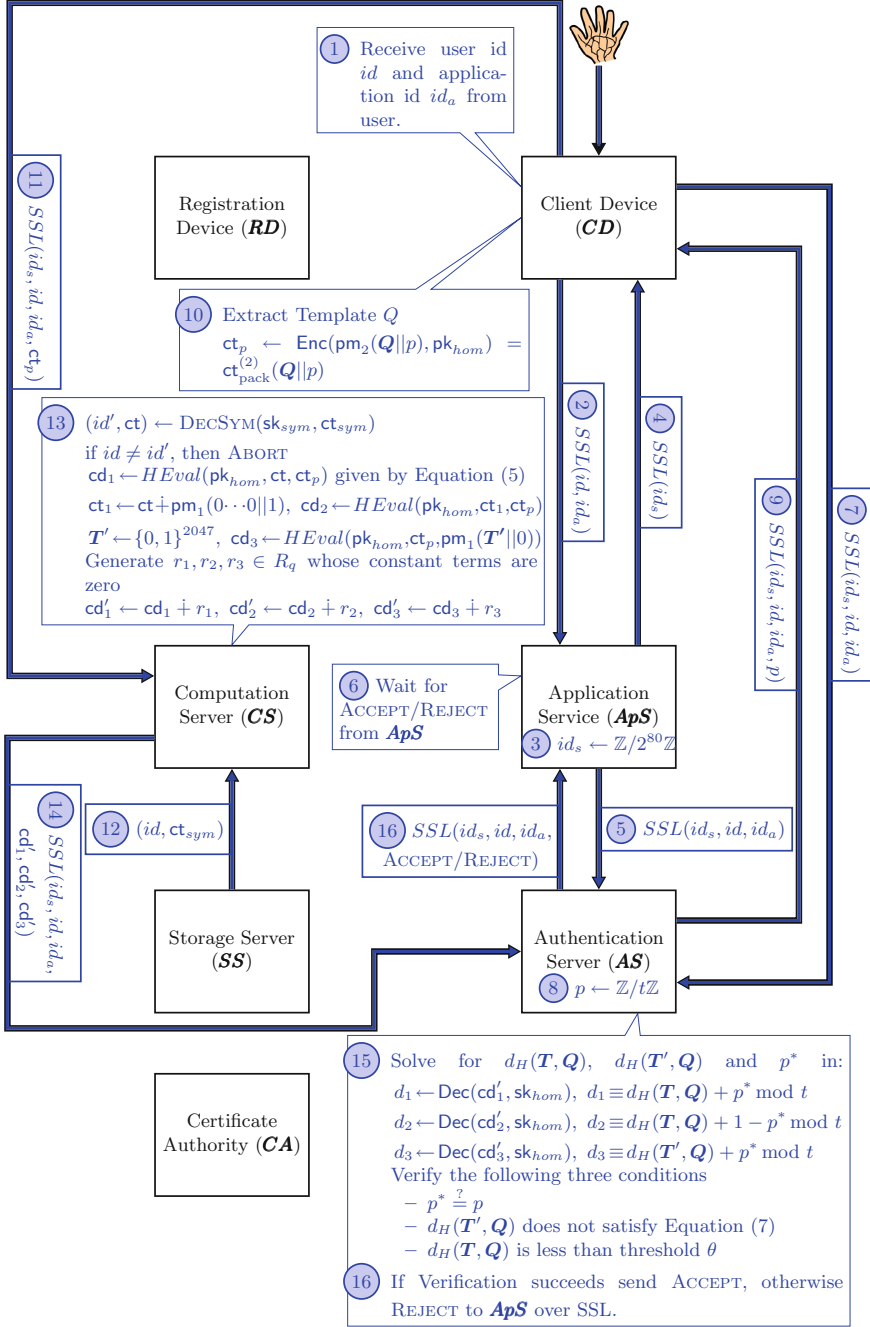 1 Receive user id
id and applica-
tion id id_a from
user.
11 SSL(id_s, id, id_a, ct_p)
Registration
Device (RD)
Client Device
(CD)
10 Extract Template Q
ct_p ← Enc(pm_2(Q||p), pk_hom) =
ct_pack^(2)(Q||p)
2 SSL(id, id_a)
4 SSL(id_s)
9 SSL(id_s, id, id_a, p)
7 SSL(id_s, id, id_a)
13 (id′, ct) ← DECSYM(sk_sym, ct_sym)
if id ≠ id′, then ABORT
cd_1 ← HEval(pk_hom, ct, ct_p) given by Equation (5)
ct_1 ← ct ∔ pm_1(0···0||1), cd_2 ← HEval(pk_hom, ct_1, ct_p)
T′ ← {0, 1}^2047, cd_3 ← HEval(pk_hom, ct_p, pm_1(T′||0))
Generate r_1, r_2, r_3 ∈ R_q whose constant terms are
zero
cd′_1 ← cd_1 ∔ r_1, cd′_2 ← cd_2 ∔ r_2, cd′_3 ← cd_3 ∔ r_3
Computation
Server (CS)
6 Wait for
ACCEPT/REJECT
from ApS
Application
Service (ApS)
3 id_s ← ℤ/2^80ℤ
14 SSL(id_s, id, id_a,
cd′_1, cd′_2, cd′_3)
12 (id, ct_sym)
16 SSL(id_s, id, id_a,
ACCEPT/REJECT)
5 SSL(id_s, id, id_a)
Storage Server
(SS)
Authentication
Server (AS)
8 p ← ℤ/tℤ
15 Solve for d_H(T, Q), d_H(T′, Q) and p* in:
d_1 ← Dec(cd′_1, sk_hom), d_1 ≡ d_H(T, Q) + p* mod t
d_2 ← Dec(cd′_2, sk_hom), d_2 ≡ d_H(T, Q) + 1 − p* mod t
d_3 ← Dec(cd′_3, sk_hom), d_3 ≡ d_H(T′, Q) + p* mod t
Verify the following three conditions
– p* ≟ p
– d_H(T′, Q) does not satisfy Equation (7)
– d_H(T, Q) is less than threshold θ
16 If Verification succeeds send ACCEPT, otherwise
REJECT to ApS over SSL.
Certificate
Authority (CA)